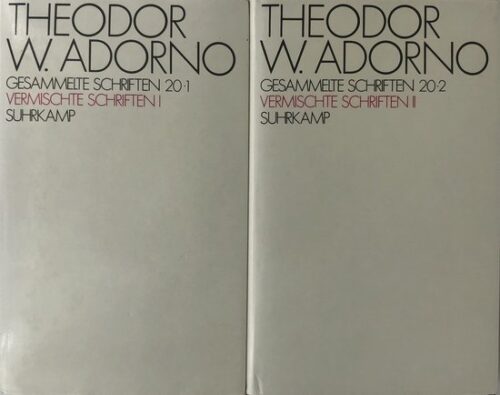 THEODOR
W. ADORNO
GESAMMELTE SCHRIFTEN 20·1
VERMISCHTE SCHRIFTEN I
SUHRKAMP
THEODOR
W. ADORNO
GESAMMELTE SCHRIFTEN 20·2
VERMISCHTE SCHRIFTEN II
SUHRKAMP